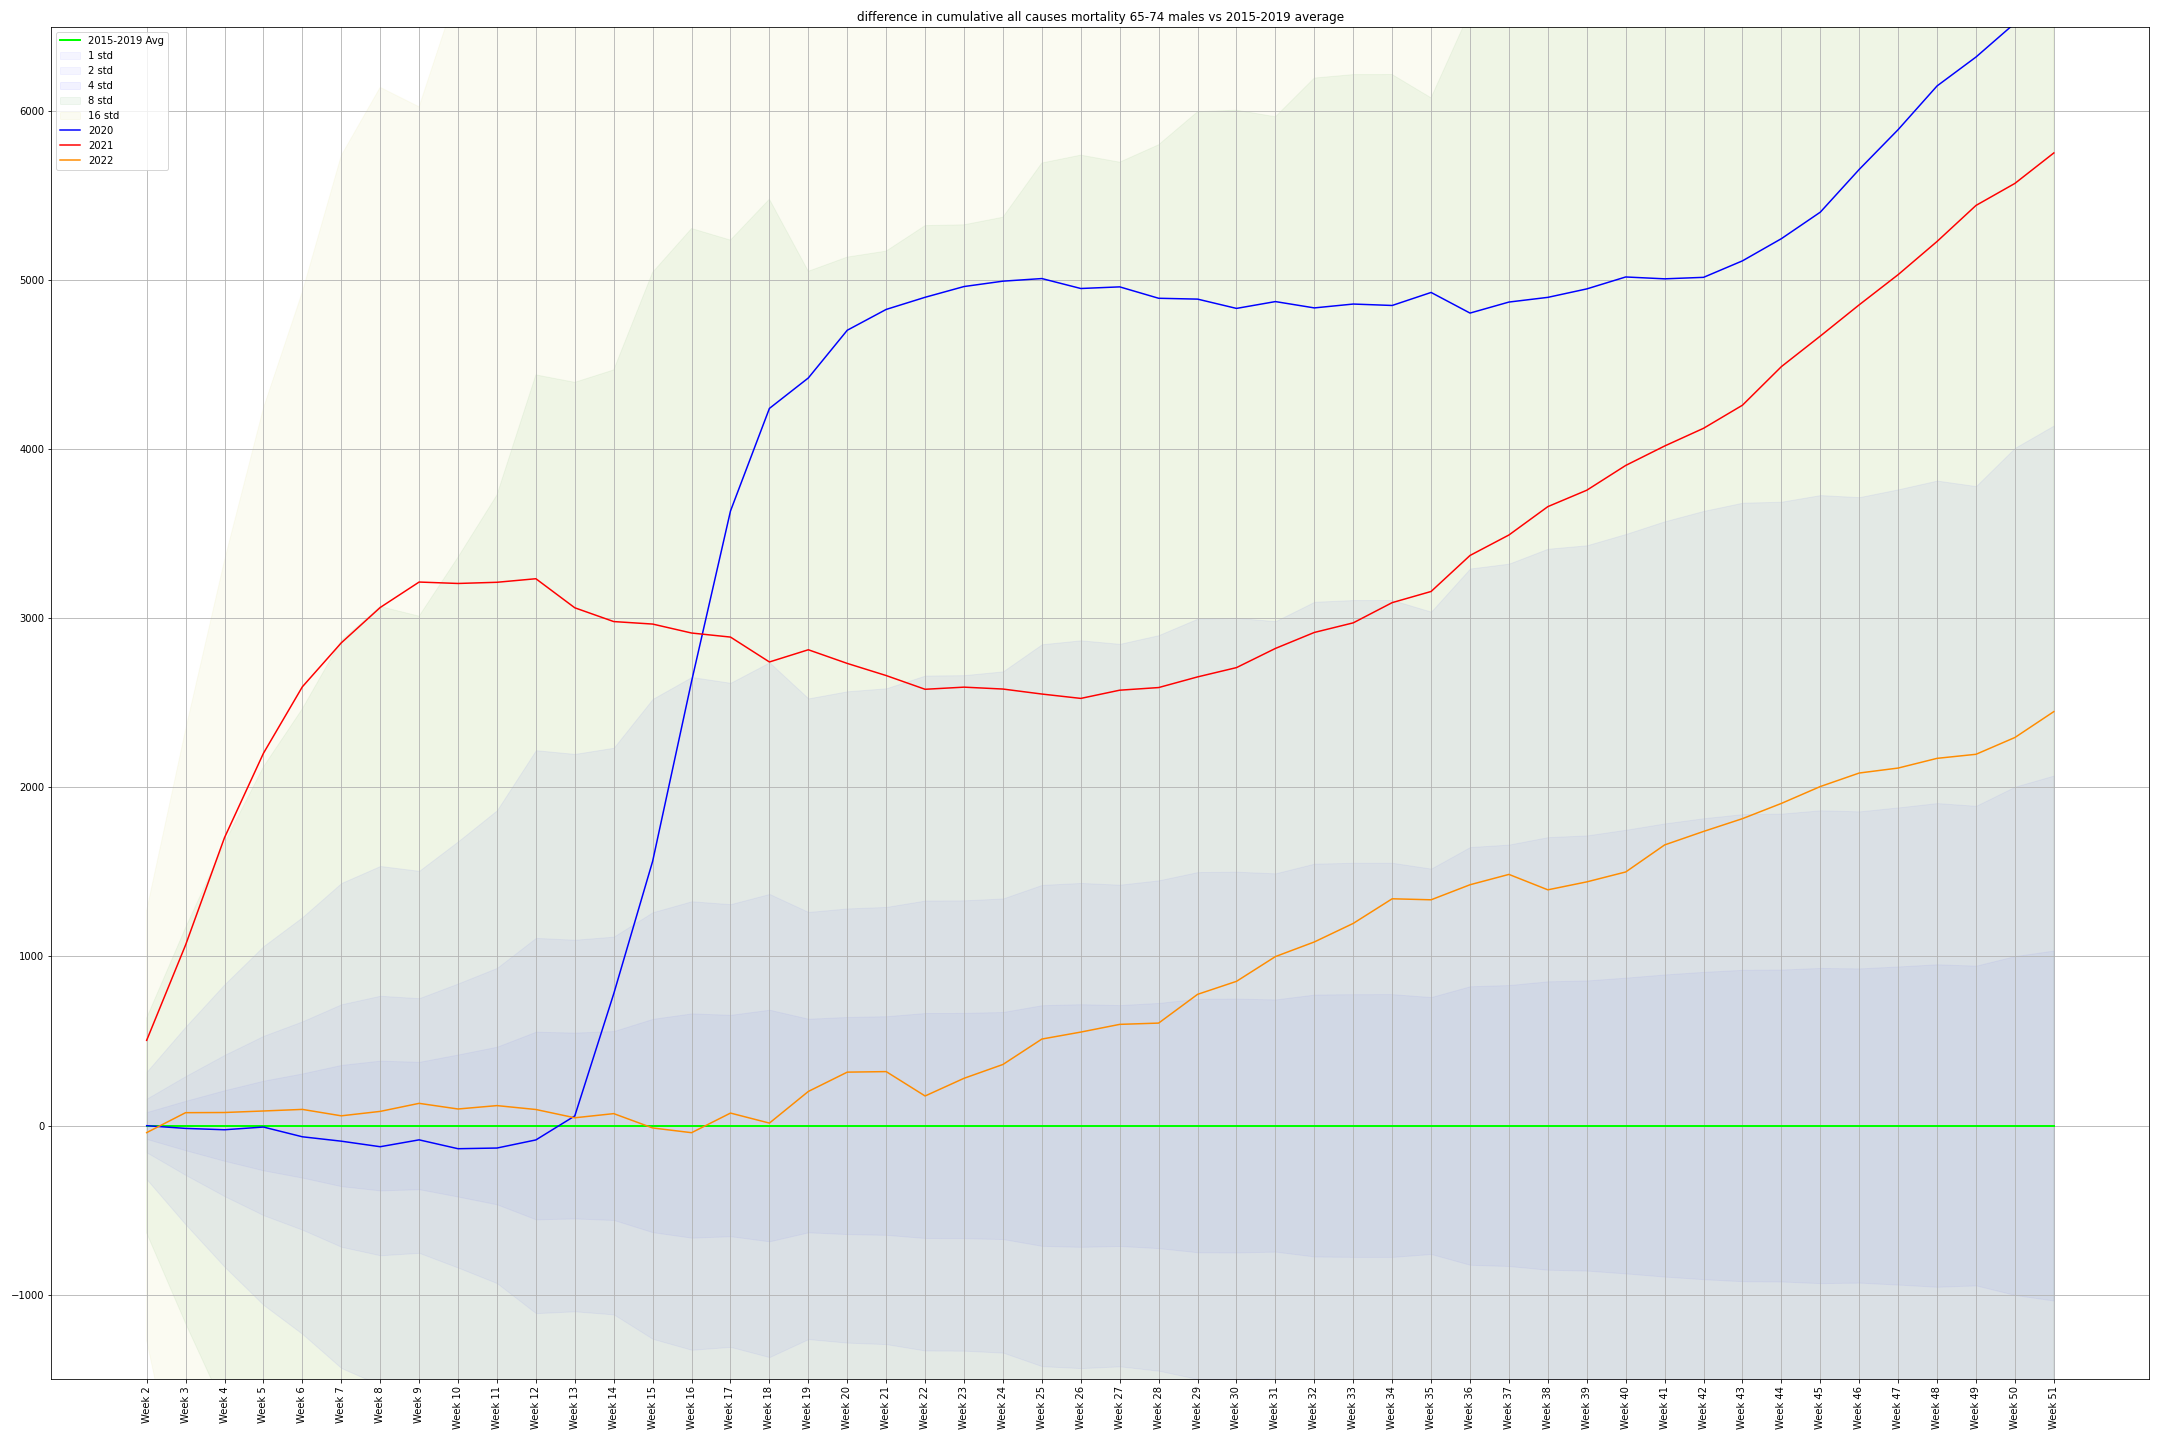 difference in cumulative all causes mortality 65-74 males vs 2015-2019 average
2015-2019 Avg
1 std
2 std
4 std
8 std
16 std
2020
2021
2022
6000
5000
4000
3000
2000
1000
0
−1000
Week 2
Week 3
Week 4
Week 5
Week 6
Week 7
Week 8
Week 9
Week 10
Week 11
Week 12
Week 13
Week 14
Week 15
Week 16
Week 17
Week 18
Week 19
Week 20
Week 21
Week 22
Week 23
Week 24
Week 25
Week 26
Week 27
Week 28
Week 29
Week 30
Week 31
Week 32
Week 33
Week 34
Week 35
Week 36
Week 37
Week 38
Week 39
Week 40
Week 41
Week 42
Week 43
Week 44
Week 45
Week 46
Week 47
Week 48
Week 49
Week 50
Week 51